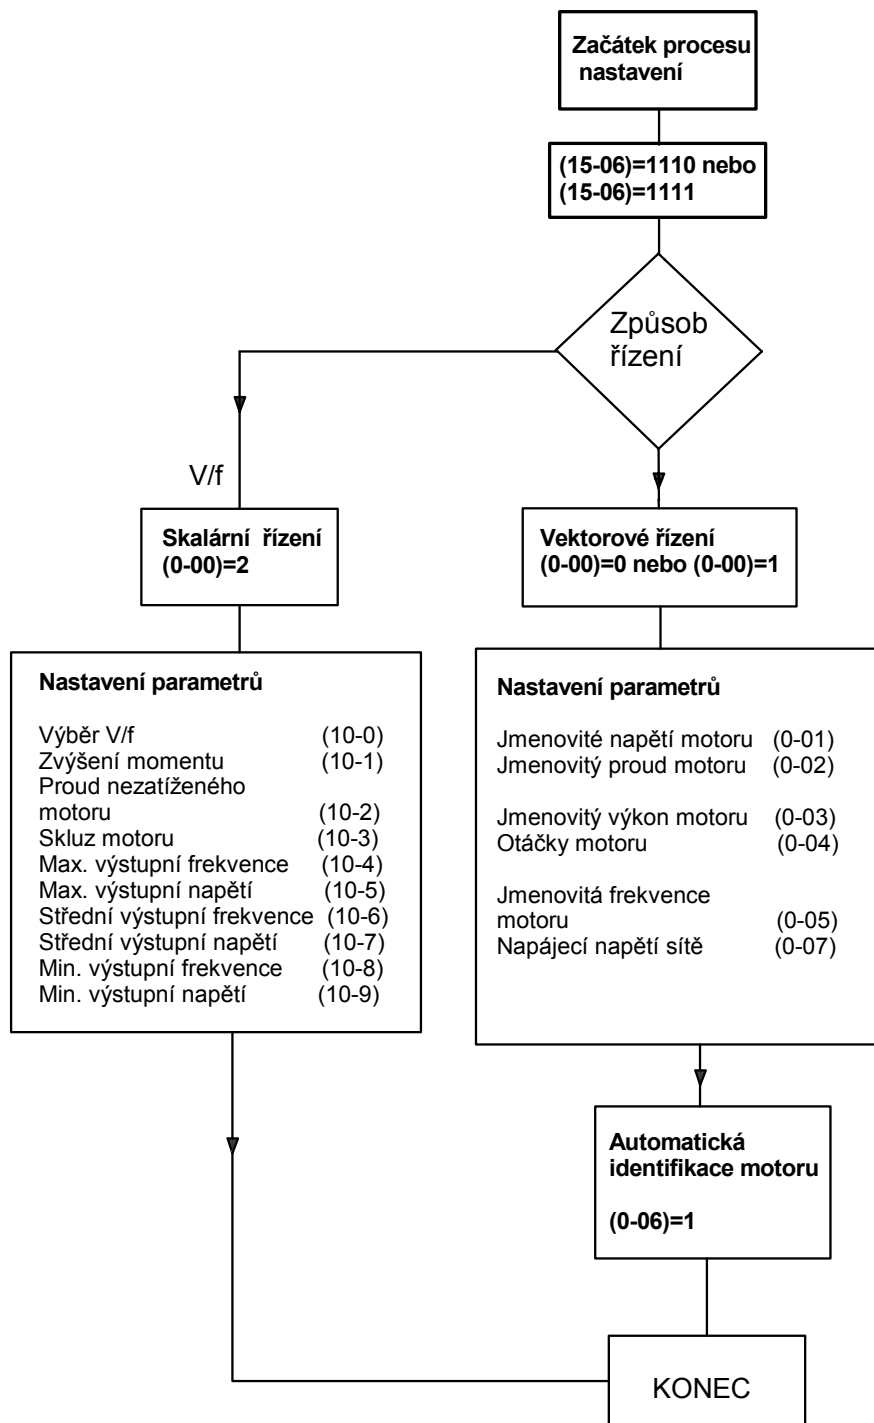 Začátek procesu
nastavení
(15-06)=1110 nebo
(15-06)=1111
Způsob
řízení
V/f
Skalární řízení
(0-00)=2
Vektorové řízení
(0-00)=0 nebo (0-00)=1
Nastavení parametrů
Výběr V/f (10-0)
Zvýšení momentu (10-1)
Proud nezatíženého
motoru (10-2)
Skluz motoru (10-3)
Max. výstupní frekvence (10-4)
Max. výstupní napětí (10-5)
Střední výstupní frekvence (10-6)
Střední výstupní napětí (10-7)
Min. výstupní frekvence (10-8)
Min. výstupní napětí (10-9)
Nastavení parametrů
Jmenovité napětí motoru (0-01)
Jmenovitý proud motoru (0-02)
Jmenovitý výkon motoru (0-03)
Otáčky motoru (0-04)
Jmenovitá frekvence
motoru (0-05)
Napájecí napětí sítě (0-07)
Automatická
identifikace motoru
(0-06)=1
KONEC